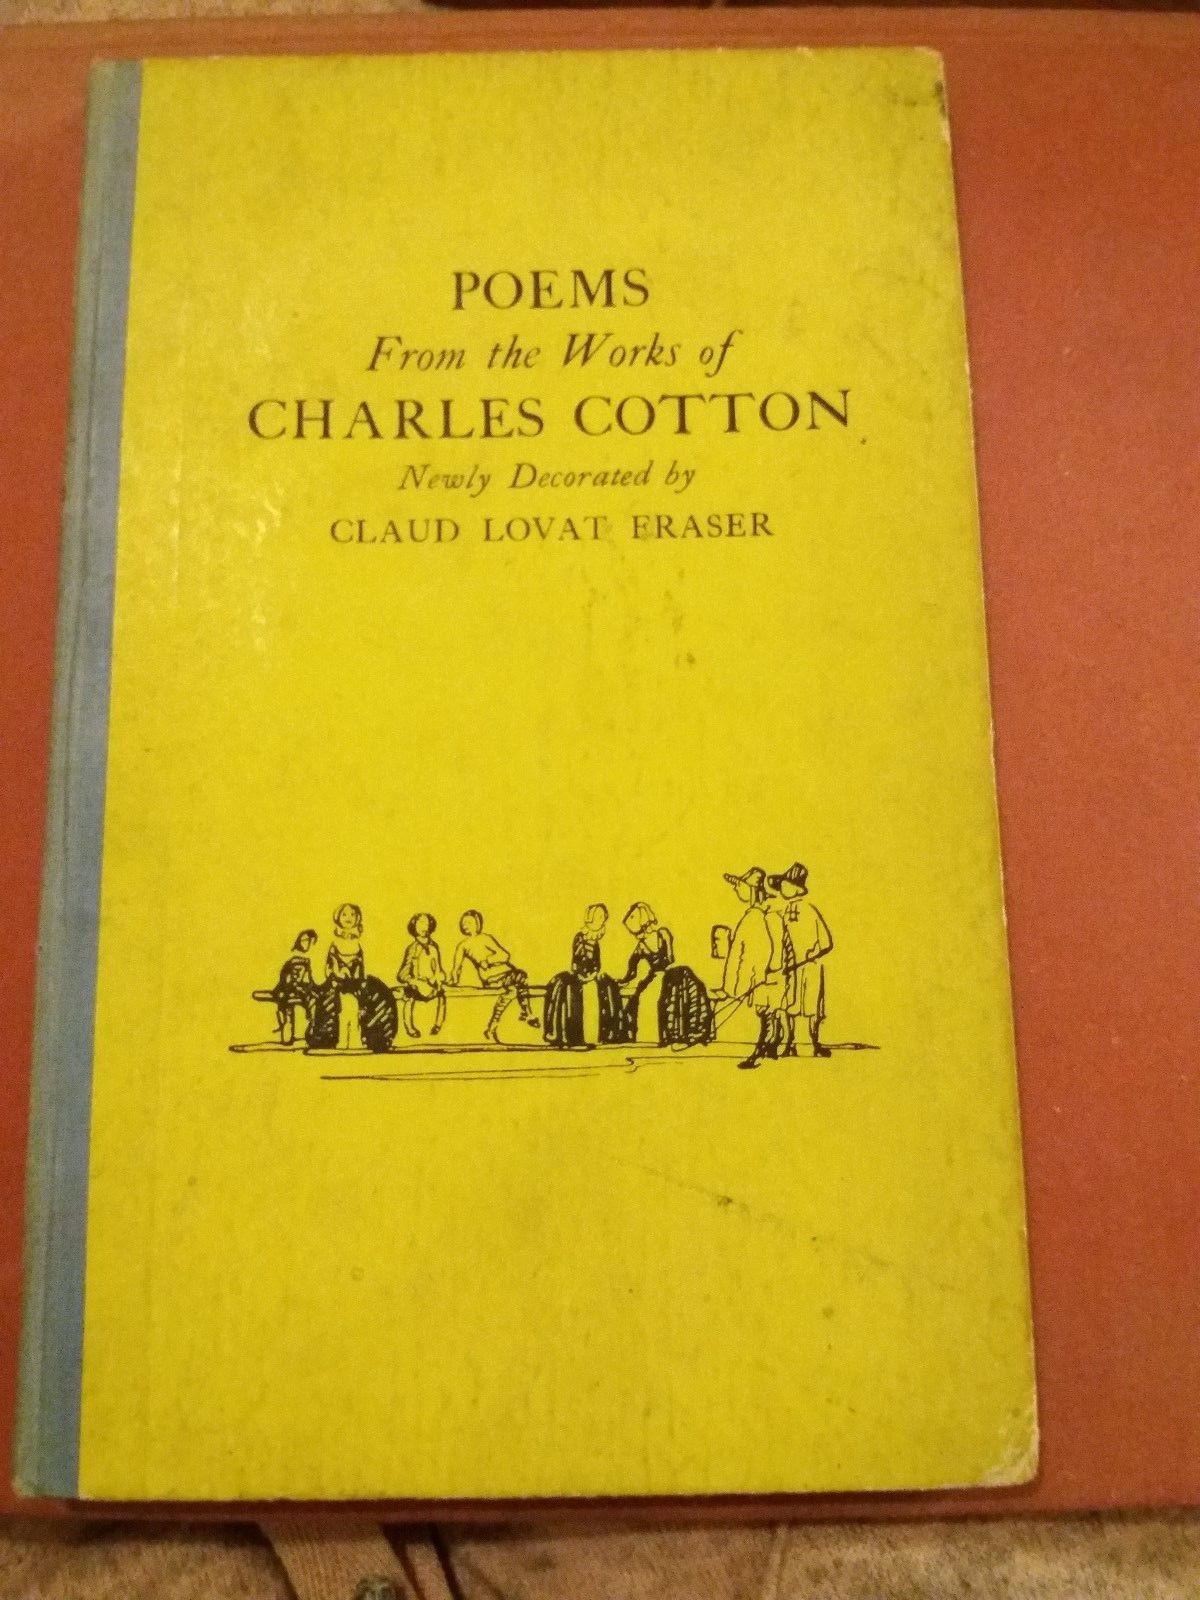 POEMS
From the Works of
CHARLES COTTON
Newly Decorated by
CLAUD LOVAT FRASER